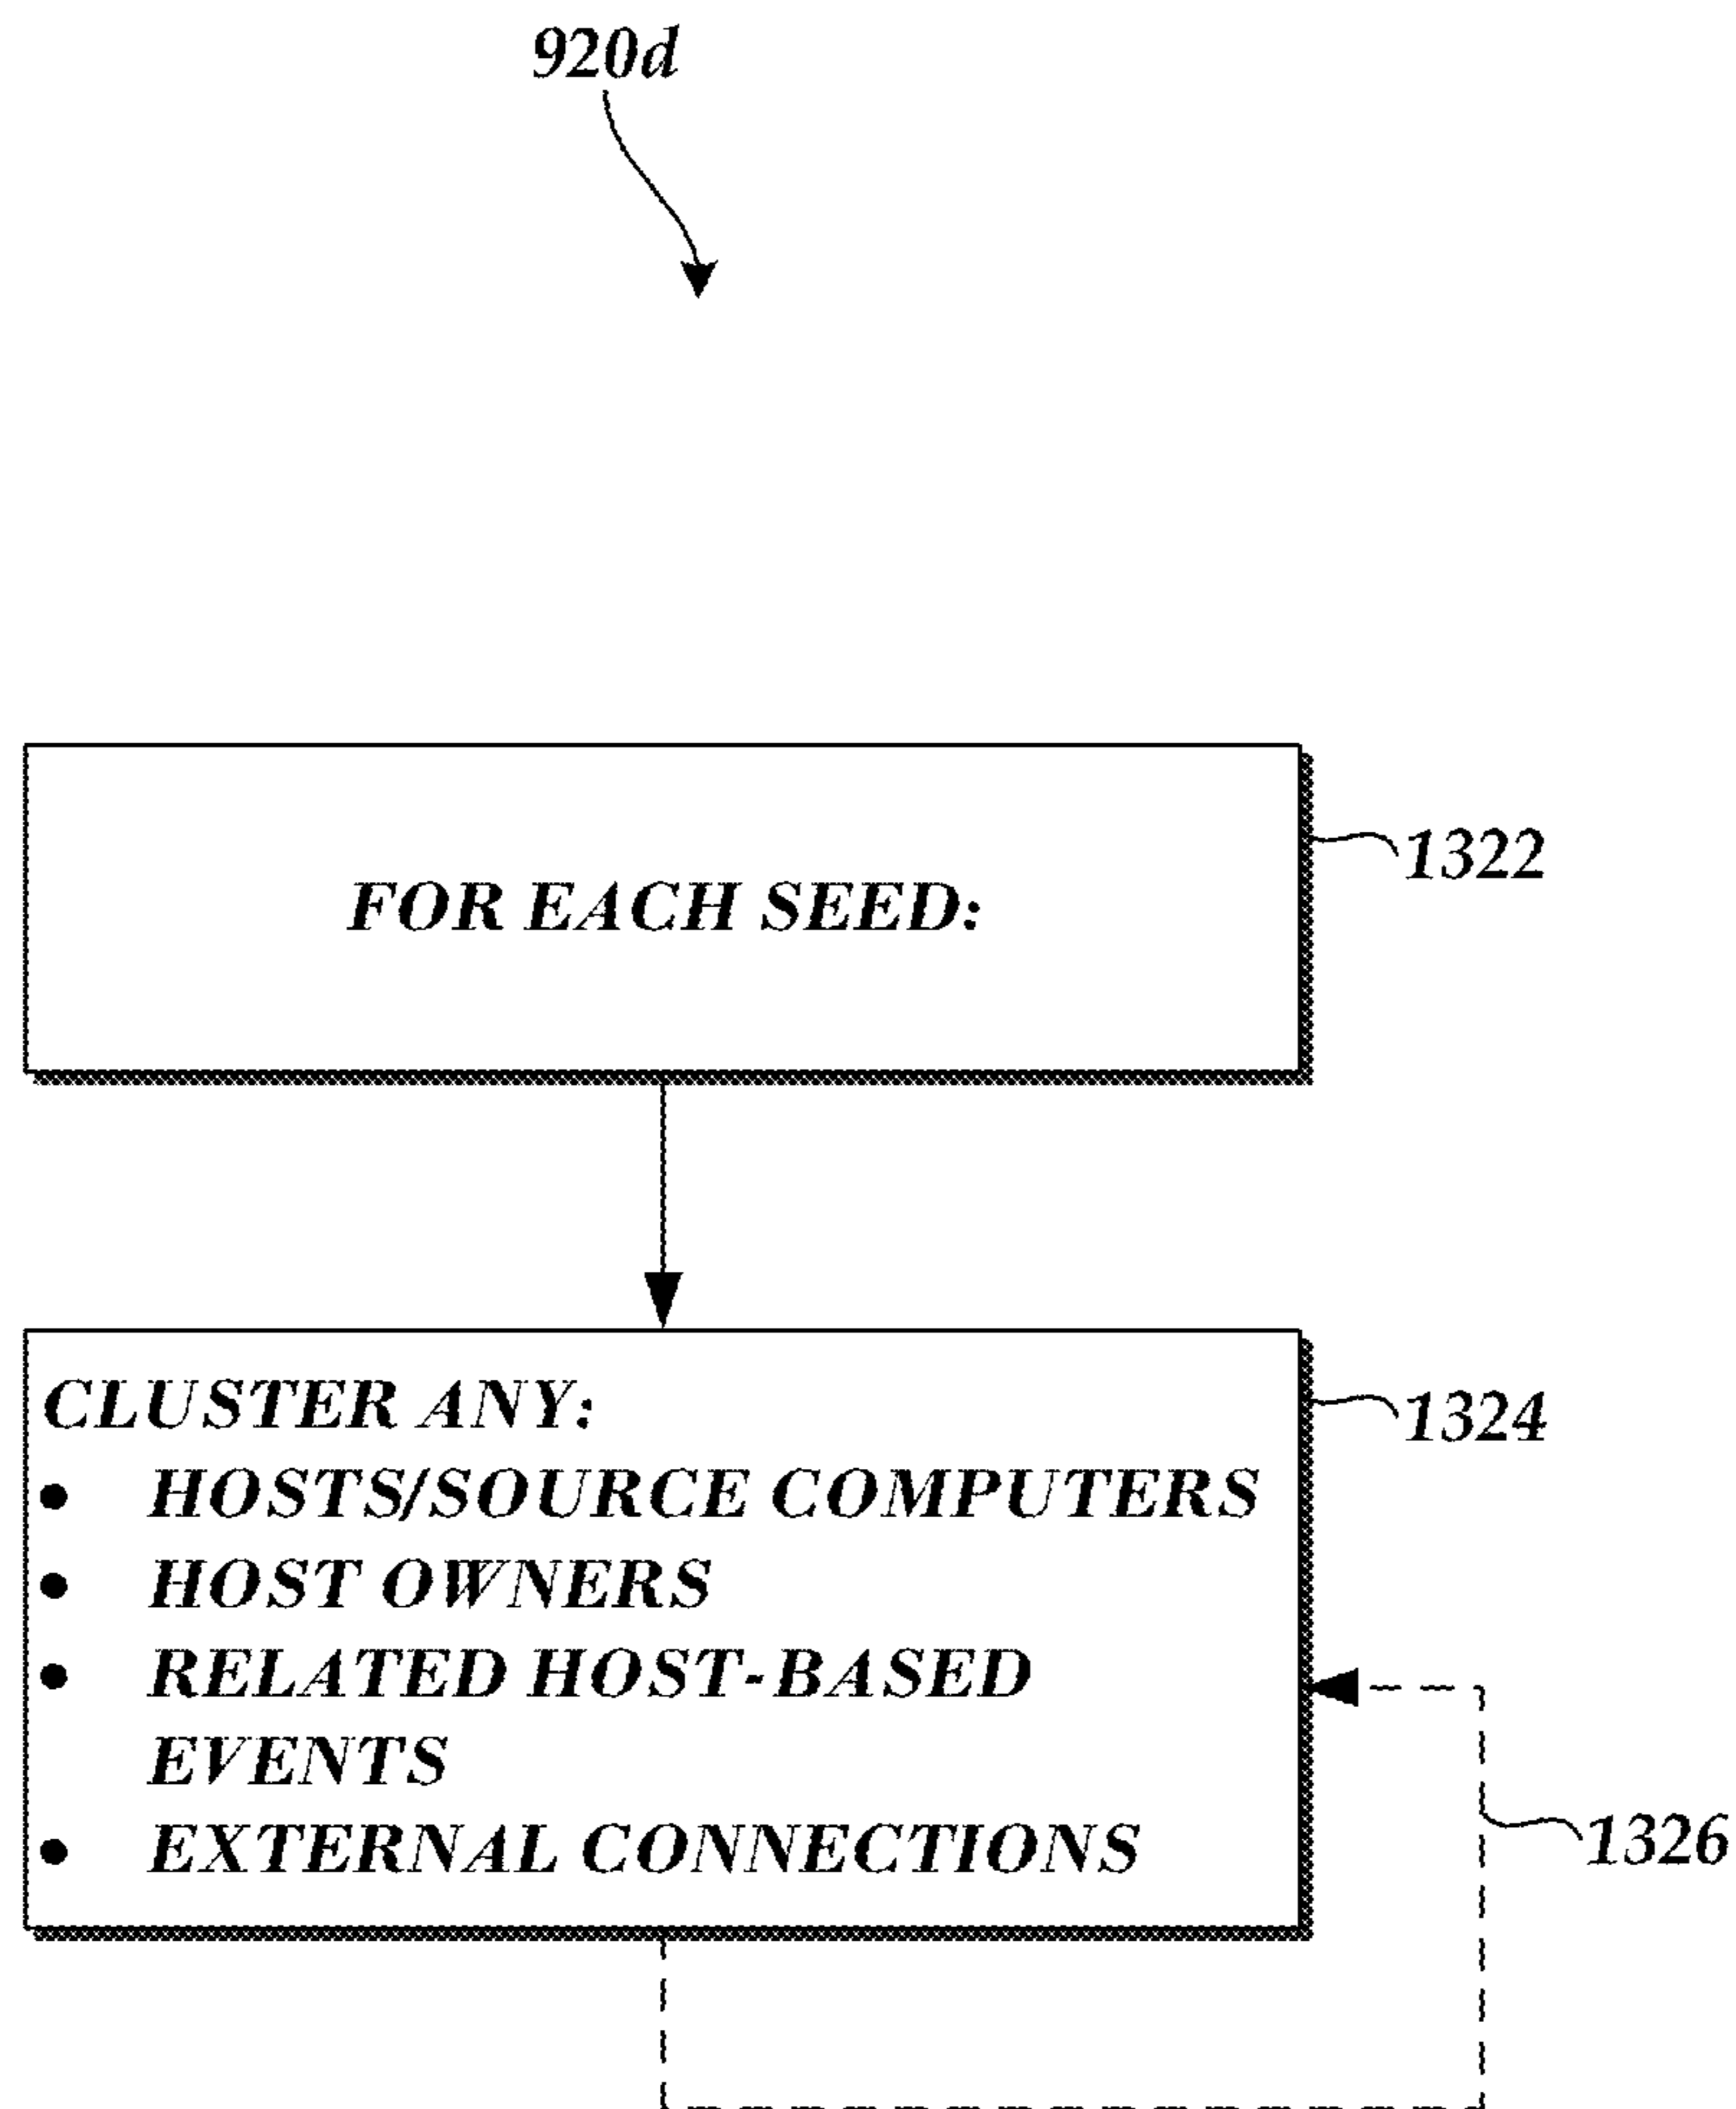 920d
FOR EACH SEED:
1322
CLUSTER ANY:
1324
• HOSTS/SOURCE COMPUTERS
• HOST OWNERS
• RELATED HOST-BASED
EVENTS
• EXTERNAL CONNECTIONS
1326